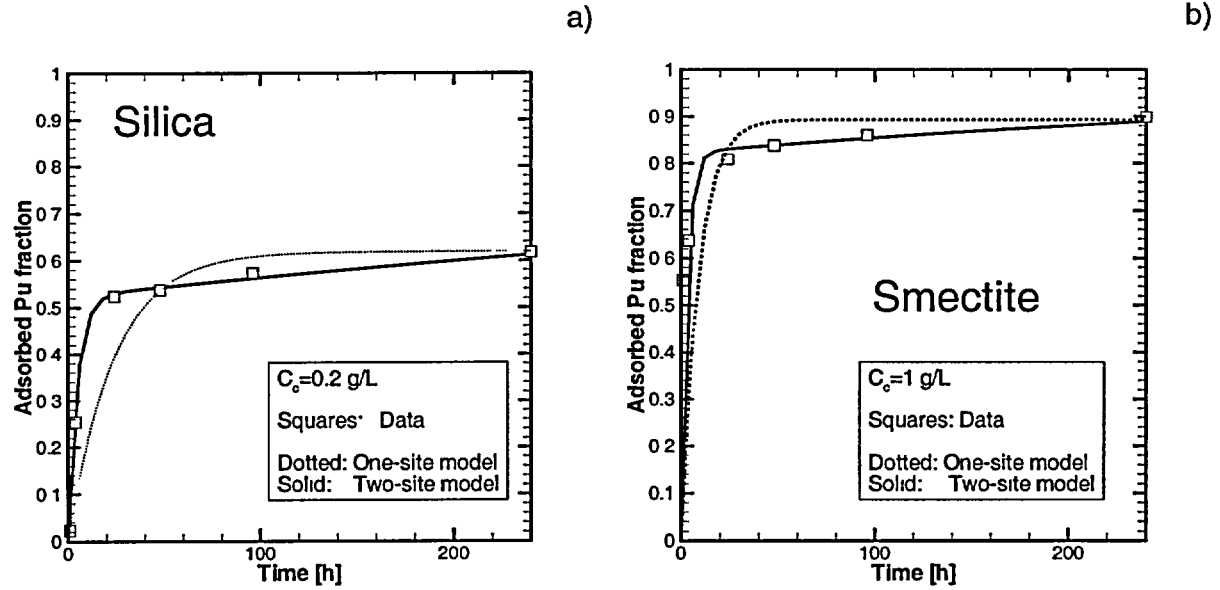 a)
1
0 9
0 8
0 7
0 6
0 5
0 4
0 3
0 2
0 1
0
Adsorbed Pu fraction
Silica
C_c=0.2 g/L
Squares: Data
Dotted: One-site model
Solid: Two-site model
0 100 200
Time [h]
b)
1
0 9
0 8
0 7
0 6
0 5
0 4
0 3
0 2
0 1
0
Adsorbed Pu fraction
Smectite
C_c=1 g/L
Squares: Data
Dotted: One-site model
Solid: Two-site model
0 100 200
Time [h]